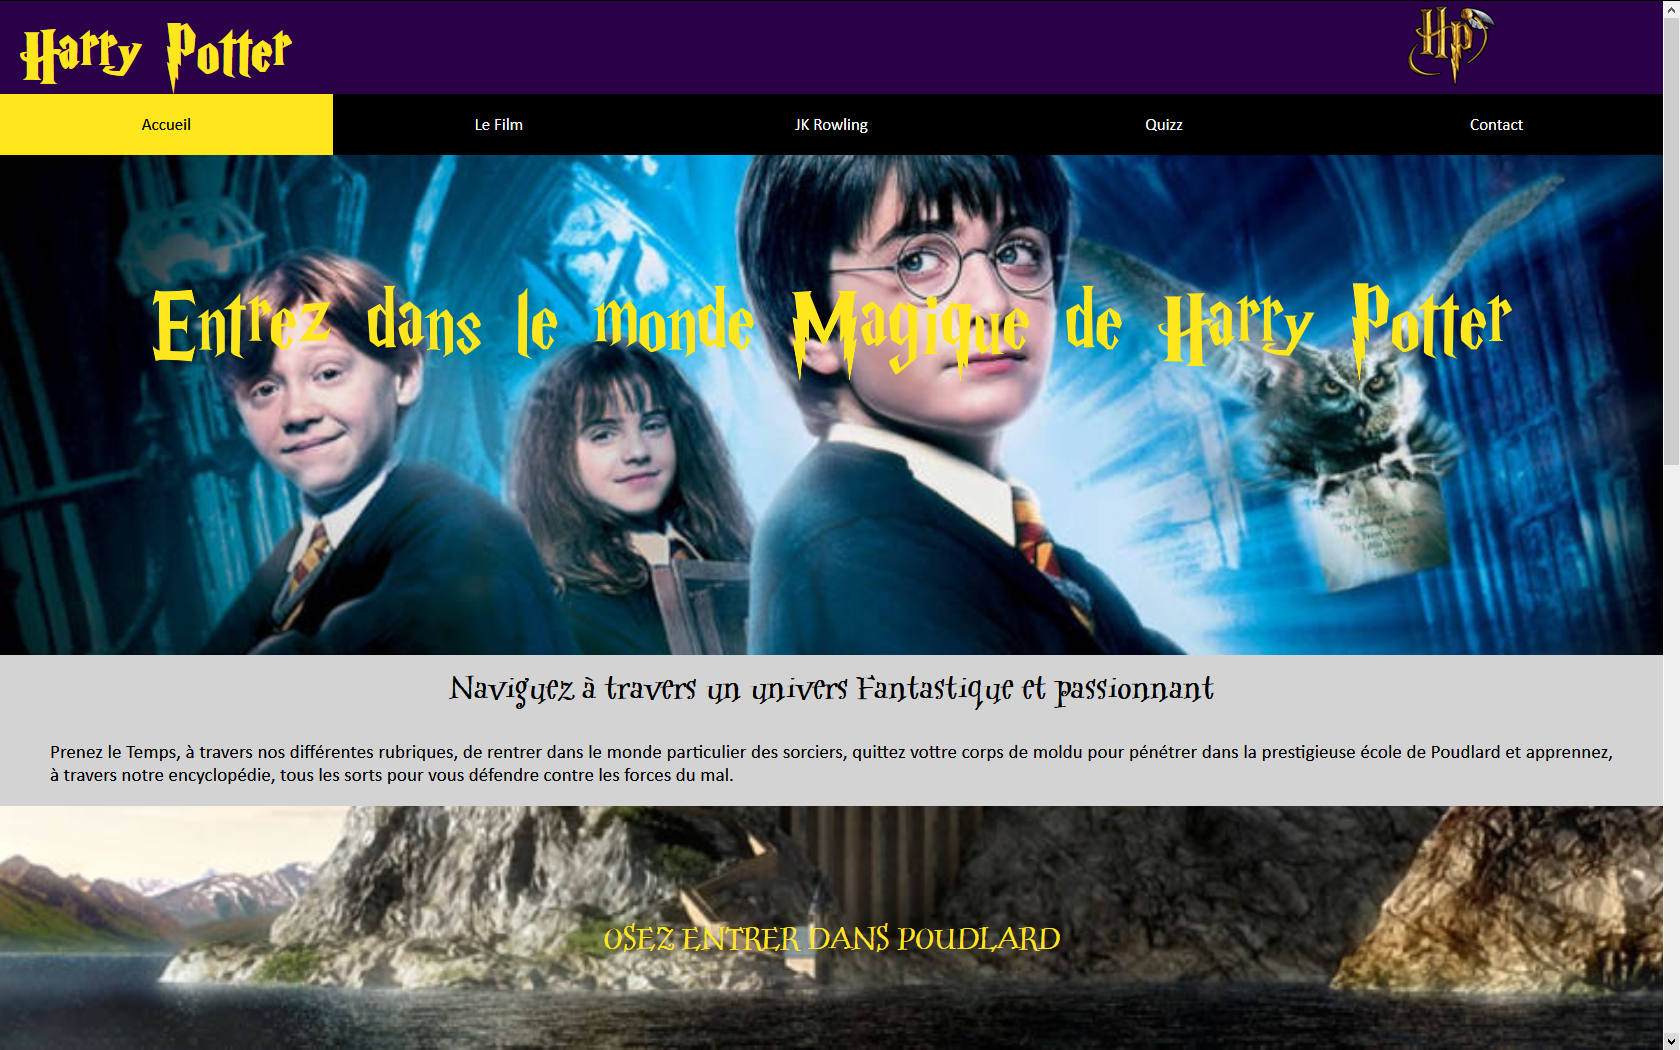 Harry Potter
Hp
Accueil
Le Film
JK Rowling
Quizz
Contact
Entrez dans le monde Magique de Harry Potter
Naviguez à travers un univers Fantastique et passionnant
Prenez le Temps, à travers nos différentes rubriques, de rentrer dans le monde particulier des sorciers, quittez vottre corps de moldu pour pénétrer dans la prestigieuse école de Poudlard et apprennez,
à travers notre encyclopédie, tous les sorts pour vous défendre contre les forces du mal.
OSEZ ENTRER DANS POUDLARD